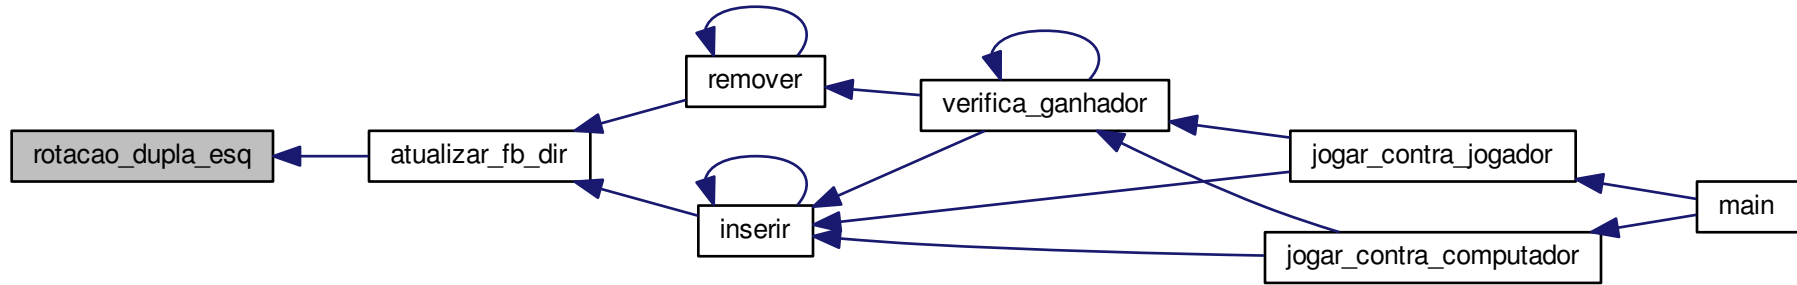 rotacao_dupla_esq
atualizar_fb_dir
remover
inserir
verifica_ganhador
jogar_contra_jogador
jogar_contra_computador
main